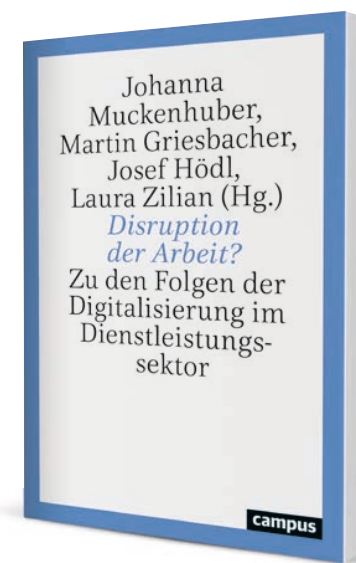 Johanna
Muckenhuber,
Martin Griesbacher,
Josef Hödl,
Laura Zilian (Hg.)
Disruption
der Arbeit?
Zu den Folgen der
Digitalisierung im
Dienstleistungs-
sektor
campus